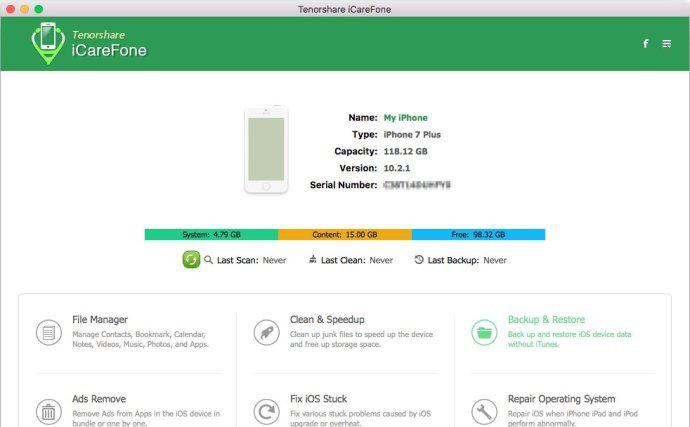 Tenorshare iCareFone
Tenorshare
iCareFone
f
Name: My iPhone
Type: iPhone 7 Plus
Capacity: 118.12 GB
Version: 10.2.1
Serial Number:
System: 4.79 GB Content: 15.00 GB Free: 98.32 GB
Last Scan: Never Last Clean: Never Last Backup: Never
File Manager
Manage Contacts, Bookmark, Calendar,
Notes, Videos, Music, Photos, and Apps.
Clean & Speedup
Clean up junk files to speed up the device
and free up storage space.
Backup & Restore
Back up and restore iOS device data
without iTunes.
Ads Remove
Remove Ads from Apps in the iOS device in
bundle or one by one.
Fix iOS Stuck
Fix various stuck problems caused by iOS
upgrade or overheat.
Repair Operating System
Repair iOS when iPhone iPad and iPod
perform abnormally.